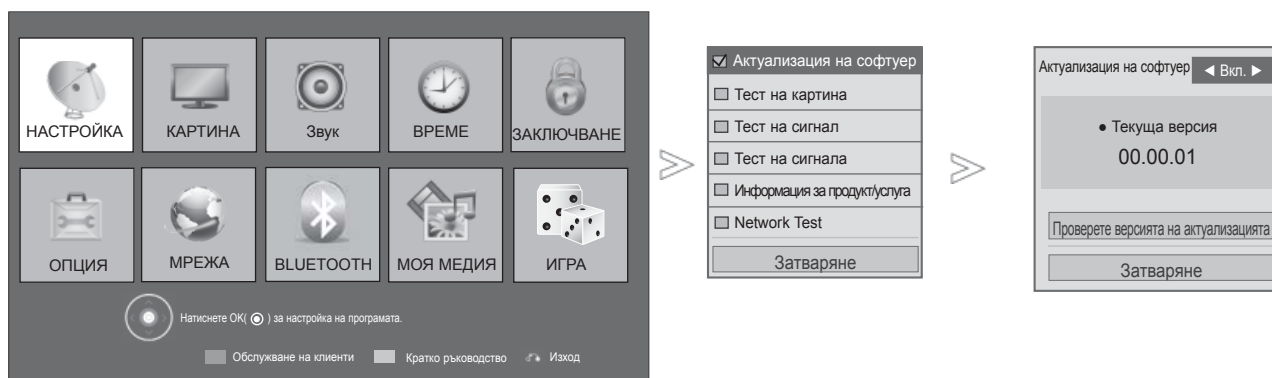 НАСТРОЙКА
КАРТИНА
Звук
ВРЕМЕ
ЗАКЛЮЧВАНЕ
ОПЦИЯ
МРЕЖА
BLUETOOTH
МОЯ МЕДИЯ
ИГРА
Натиснете OK( ) за настройка на програмата.
Обслужване на клиенти
Кратко ръководство
Изход
Актуализация на софтуер
Тест на картина
Тест на сигнал
Тест на сигнала
Информация за продукт/услуга
Network Test
Затваряне
Актуализация на софтуер ◄ Вкл. ►
• Текуща версия
00.00.01
Проверете версията на актуализацията
Затваряне